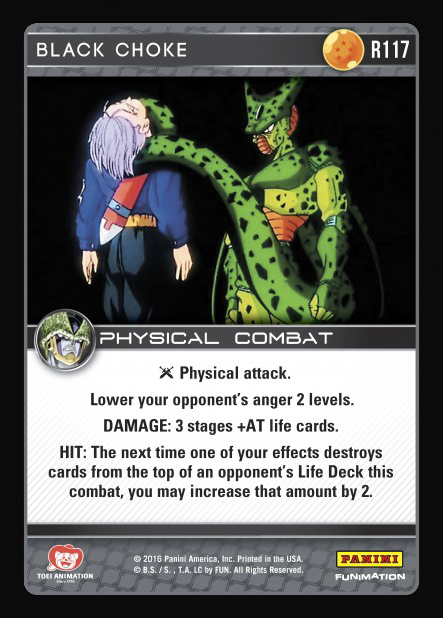 BLACK CHOKE
R117
PHYSICAL COMBAT
Physical attack.
Lower your opponent's anger 2 levels.
DAMAGE: 3 stages +AT life cards.
HIT: The next time one of your effects destroys
cards from the top of an opponent's Life Deck this
combat, you may increase that amount by 2.
TOEI ANIMATION
Since 1956
© 2016 Panini America, Inc. Printed in the USA.
© B.S. / S. , T.A. LC by FUN. All Rights Reserved.
PANINI
FUNIMATION